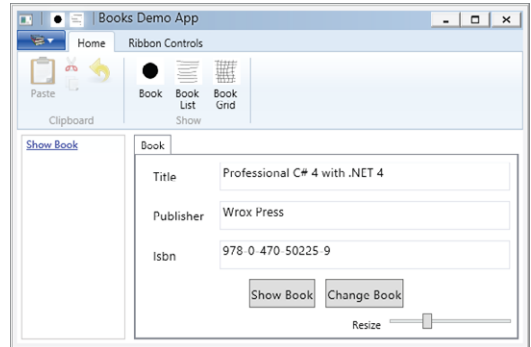 Books Demo App
Home Ribbon Controls
Paste Book Book List Book Grid
Clipboard Show
Show Book
Book
Title Professional C# 4 with .NET 4
Publisher Wrox Press
Isbn 978-0-470-50225-9
Show Book Change Book
Resize